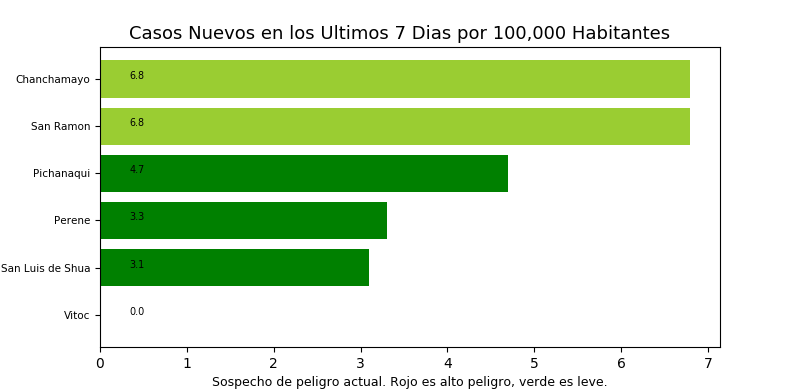 Casos Nuevos en los Ultimos 7 Dias por 100,000 Habitantes
Chanchamayo 6.8
San Ramon 6.8
Pichanaqui 4.7
Perene 3.3
San Luis de Shua 3.1
Vitoc 0.0
0 1 2 3 4 5 6 7
Sospecho de peligro actual. Rojo es alto peligro, verde es leve.